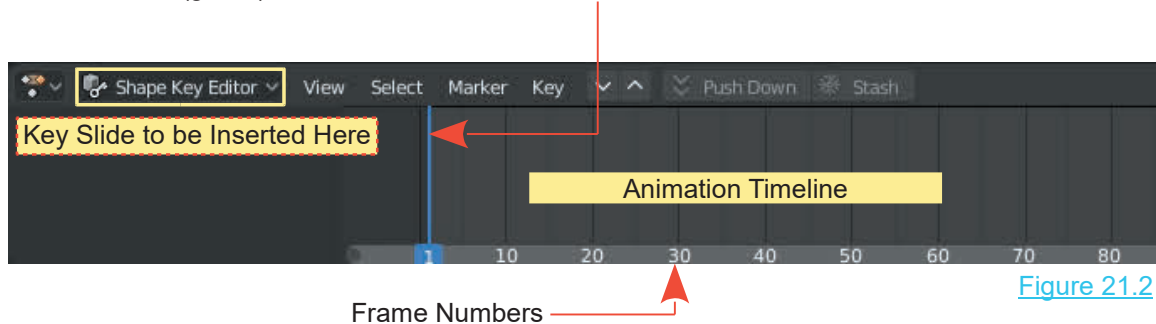 Shape Key Editor View Select Marker Key Push Down Stash
Key Slide to be Inserted Here
Animation Timeline
1 10 20 30 40 50 60 70 80
Figure 21.2
Frame Numbers